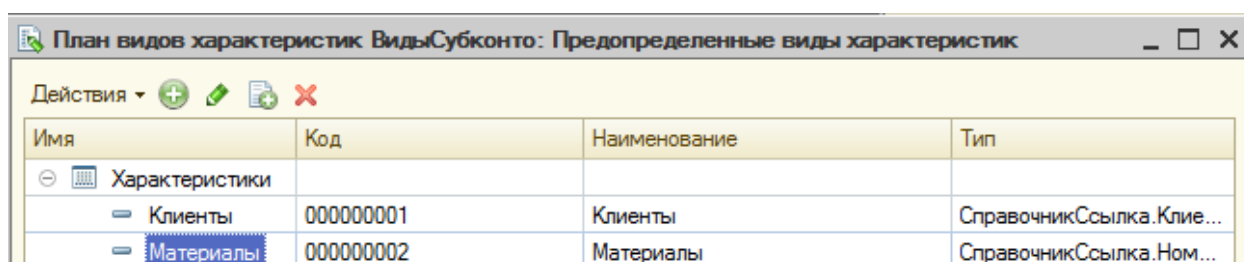 План видов характеристик ВидыСубконто: Предопределенные виды характеристик
Действия
Имя Код Наименование Тип
Характеристики
Клиенты 000000001 Клиенты СправочникСсылка.Клие...
Материалы 000000002 Материалы СправочникСсылка.Ном...